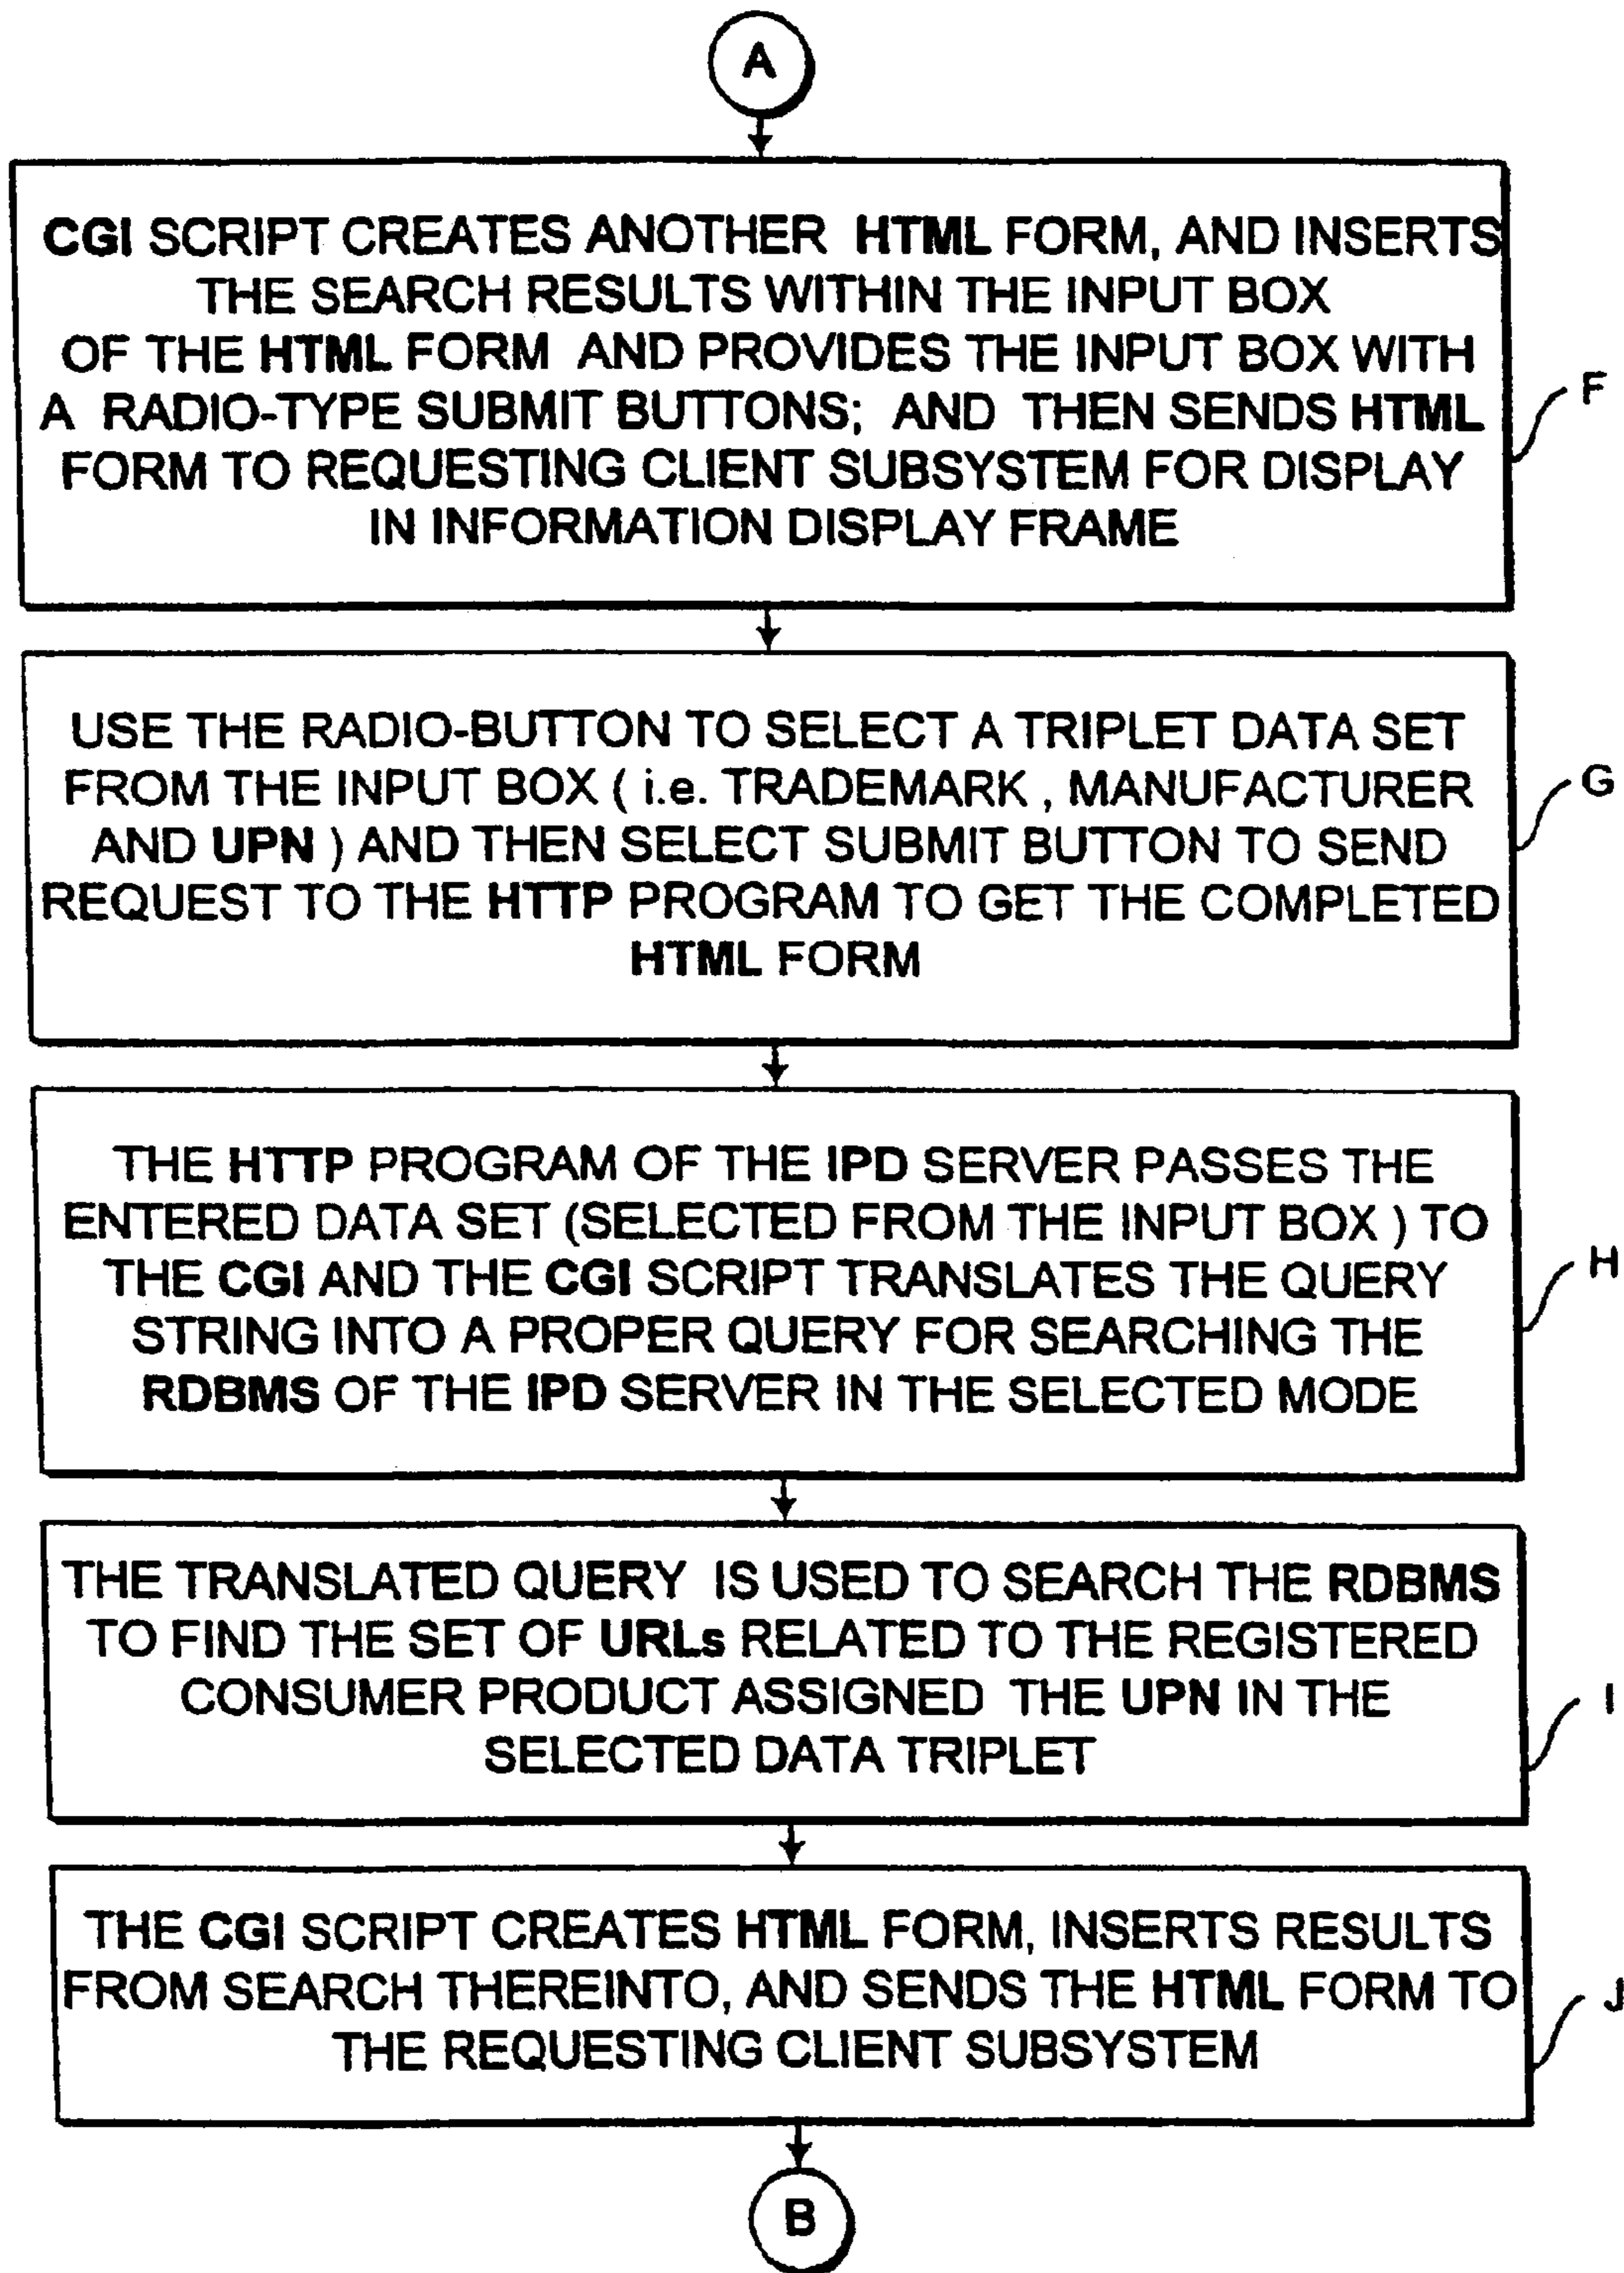 A
CGI SCRIPT CREATES ANOTHER HTML FORM, AND INSERTS
THE SEARCH RESULTS WITHIN THE INPUT BOX
OF THE HTML FORM AND PROVIDES THE INPUT BOX WITH
A RADIO-TYPE SUBMIT BUTTONS; AND THEN SENDS HTML
FORM TO REQUESTING CLIENT SUBSYSTEM FOR DISPLAY
IN INFORMATION DISPLAY FRAME
F
USE THE RADIO-BUTTON TO SELECT A TRIPLET DATA SET
FROM THE INPUT BOX ( i.e. TRADEMARK , MANUFACTURER
AND UPN ) AND THEN SELECT SUBMIT BUTTON TO SEND
REQUEST TO THE HTTP PROGRAM TO GET THE COMPLETED
HTML FORM
G
THE HTTP PROGRAM OF THE IPD SERVER PASSES THE
ENTERED DATA SET (SELECTED FROM THE INPUT BOX ) TO
THE CGI AND THE CGI SCRIPT TRANSLATES THE QUERY
STRING INTO A PROPER QUERY FOR SEARCHING THE
RDBMS OF THE IPD SERVER IN THE SELECTED MODE
H
THE TRANSLATED QUERY IS USED TO SEARCH THE RDBMS
TO FIND THE SET OF URLs RELATED TO THE REGISTERED
CONSUMER PRODUCT ASSIGNED THE UPN IN THE
SELECTED DATA TRIPLET
I
THE CGI SCRIPT CREATES HTML FORM, INSERTS RESULTS
FROM SEARCH THEREINTO, AND SENDS THE HTML FORM TO
THE REQUESTING CLIENT SUBSYSTEM
J
B